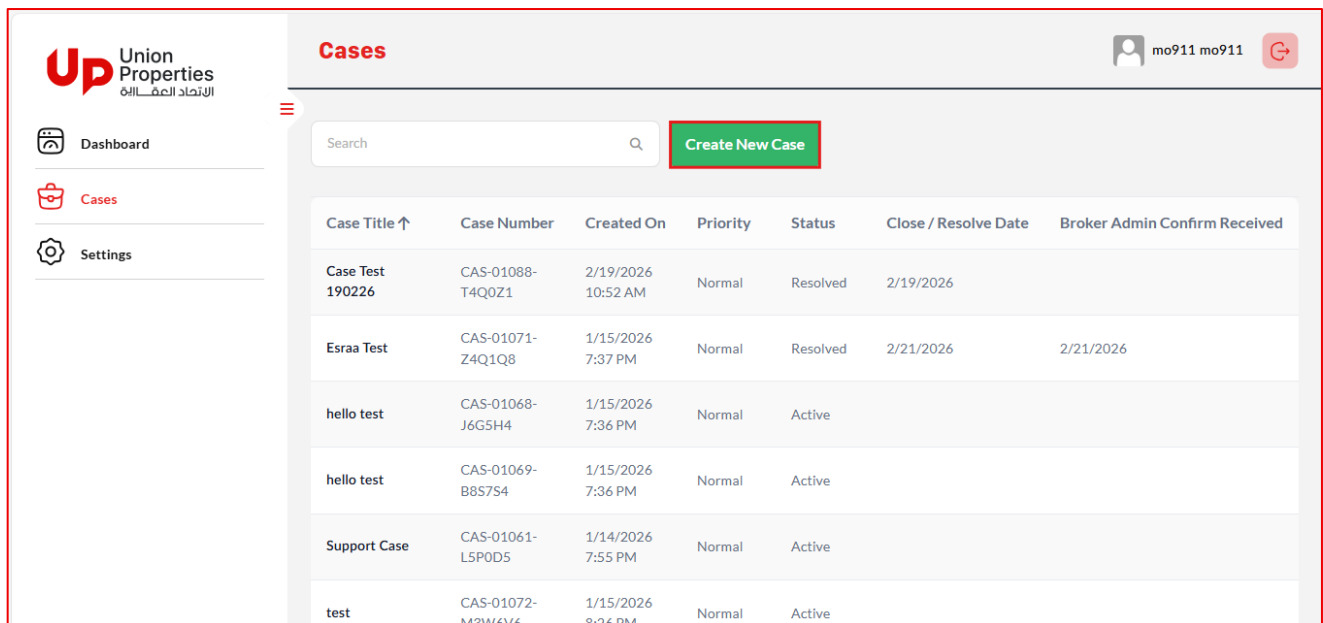 Union
Properties
الاتحاد العقارية
Cases
mo911 mo911
Dashboard
Cases
Settings
Search
Create New Case
Case Title Case Number Created On Priority Status Close / Resolve Date Broker Admin Confirm Received
Case Test 190226 CAS-01088-T4Q0Z1 2/19/2026 10:52 AM Normal Resolved 2/19/2026
Esraa Test CAS-01071-Z4Q1Q8 1/15/2026 7:37 PM Normal Resolved 2/21/2026 2/21/2026
hello test CAS-01068-J6G5H4 1/15/2026 7:36 PM Normal Active
hello test CAS-01069-B8S7S4 1/15/2026 7:36 PM Normal Active
Support Case CAS-01061-L5P0D5 1/14/2026 7:55 PM Normal Active
test CAS-01072- 1/15/2026 Normal Active